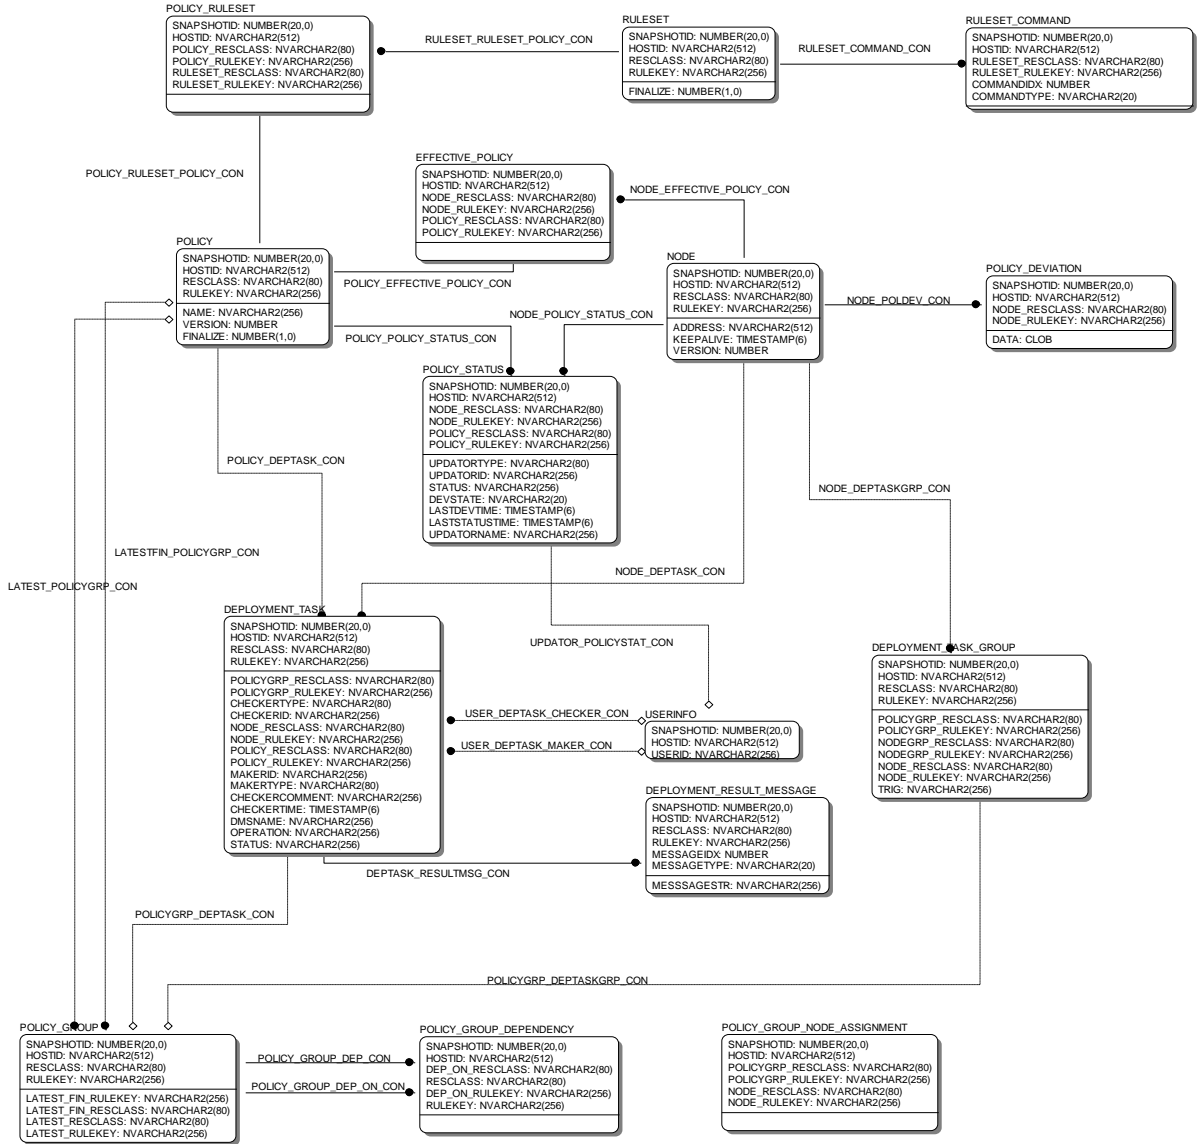 POLICY_RULESET
SNAPSHOTID: NUMBER(20,0)
HOSTID: NVARCHAR2(512)
POLICY_RESCLASS: NVARCHAR2(80)
POLICY_RULEKEY: NVARCHAR2(256)
RULESET_RESCLASS: NVARCHAR2(80)
RULESET_RULEKEY: NVARCHAR2(256)
RULESET_RULESET_POLICY_CON
RULESET
SNAPSHOTID: NUMBER(20,0)
HOSTID: NVARCHAR2(512)
RESCLASS: NVARCHAR2(80)
RULEKEY: NVARCHAR2(256)
FINALIZE: NUMBER(1,0)
RULESET_COMMAND_CON
RULESET_COMMAND
SNAPSHOTID: NUMBER(20,0)
HOSTID: NVARCHAR2(512)
RULESET_RESCLASS: NVARCHAR2(80)
RULESET_RULEKEY: NVARCHAR2(256)
COMMANDIDX: NUMBER
COMMANDTYPE: NVARCHAR2(20)
POLICY_RULESET_POLICY_CON
EFFECTIVE_POLICY
SNAPSHOTID: NUMBER(20,0)
HOSTID: NVARCHAR2(512)
NODE_RESCLASS: NVARCHAR2(80)
NODE_RULEKEY: NVARCHAR2(256)
POLICY_RESCLASS: NVARCHAR2(80)
POLICY_RULEKEY: NVARCHAR2(256)
NODE_EFFECTIVE_POLICY_CON
POLICY
SNAPSHOTID: NUMBER(20,0)
HOSTID: NVARCHAR2(512)
RESCLASS: NVARCHAR2(80)
RULEKEY: NVARCHAR2(256)
NAME: NVARCHAR2(256)
VERSION: NUMBER
FINALIZE: NUMBER(1,0)
POLICY_EFFECTIVE_POLICY_CON
NODE
SNAPSHOTID: NUMBER(20,0)
HOSTID: NVARCHAR2(512)
RESCLASS: NVARCHAR2(80)
RULEKEY: NVARCHAR2(256)
ADDRESS: NVARCHAR2(512)
KEEPALIVE: TIMESTAMP(6)
VERSION: NUMBER
NODE_POLDEV_CON
POLICY_DEVIATION
SNAPSHOTID: NUMBER(20,0)
HOSTID: NVARCHAR2(512)
NODE_RESCLASS: NVARCHAR2(80)
NODE_RULEKEY: NVARCHAR2(256)
DATA: CLOB
NODE_POLICY_STATUS_CON
POLICY_POLICY_STATUS_CON
POLICY_STATUS
SNAPSHOTID: NUMBER(20,0)
HOSTID: NVARCHAR2(512)
NODE_RESCLASS: NVARCHAR2(80)
NODE_RULEKEY: NVARCHAR2(256)
POLICY_RESCLASS: NVARCHAR2(80)
POLICY_RULEKEY: NVARCHAR2(256)
UPDATORTYPE: NVARCHAR2(80)
UPDATORID: NVARCHAR2(256)
STATUS: NVARCHAR2(256)
DEVSTATE: NVARCHAR2(20)
LASTDEVTIME: TIMESTAMP(6)
LASTSTATUSTIME: TIMESTAMP(6)
UPDATORNAME: NVARCHAR2(256)
POLICY_DEPTASK_CON
NODE_DEPTASKGRP_CON
LATESTFIN_POLICYGRP_CON
LATEST_POLICYGRP_CON
NODE_DEPTASK_CON
DEPLOYMENT_TASK
SNAPSHOTID: NUMBER(20,0)
HOSTID: NVARCHAR2(512)
RESCLASS: NVARCHAR2(80)
RULEKEY: NVARCHAR2(256)
POLICYGRP_RESCLASS: NVARCHAR2(80)
POLICYGRP_RULEKEY: NVARCHAR2(256)
CHECKERTYPE: NVARCHAR2(80)
CHECKERID: NVARCHAR2(256)
NODE_RESCLASS: NVARCHAR2(80)
NODE_RULEKEY: NVARCHAR2(256)
POLICY_RESCLASS: NVARCHAR2(80)
POLICY_RULEKEY: NVARCHAR2(256)
MAKERID: NVARCHAR2(256)
MAKERTYPE: NVARCHAR2(80)
CHECKERCOMMENT: NVARCHAR2(256)
CHECKERTIME: TIMESTAMP(6)
DMSNAME: NVARCHAR2(256)
OPERATION: NVARCHAR2(256)
STATUS: NVARCHAR2(256)
UPDATOR_POLICYSTAT_CON
DEPLOYMENT_TASK_GROUP
SNAPSHOTID: NUMBER(20,0)
HOSTID: NVARCHAR2(512)
RESCLASS: NVARCHAR2(80)
RULEKEY: NVARCHAR2(256)
POLICYGRP_RESCLASS: NVARCHAR2(80)
POLICYGRP_RULEKEY: NVARCHAR2(256)
NODEGRP_RESCLASS: NVARCHAR2(80)
NODEGRP_RULEKEY: NVARCHAR2(256)
NODE_RESCLASS: NVARCHAR2(80)
NODE_RULEKEY: NVARCHAR2(256)
TRIG: NVARCHAR2(256)
USER_DEPTASK_CHECKER_CON
USER_DEPTASK_MAKER_CON
USERINFO
SNAPSHOTID: NUMBER(20,0)
HOSTID: NVARCHAR2(512)
USERID: NVARCHAR2(256)
DEPLOYMENT_RESULT_MESSAGE
SNAPSHOTID: NUMBER(20,0)
HOSTID: NVARCHAR2(512)
RESCLASS: NVARCHAR2(80)
RULEKEY: NVARCHAR2(256)
MESSAGEIDX: NUMBER
MESSAGETYPE: NVARCHAR2(20)
MESSSAGESTR: NVARCHAR2(256)
DEPTASK_RESULTMSG_CON
POLICYGRP_DEPTASK_CON
POLICYGRP_DEPTASKGRP_CON
POLICY_GROUP
SNAPSHOTID: NUMBER(20,0)
HOSTID: NVARCHAR2(512)
RESCLASS: NVARCHAR2(80)
RULEKEY: NVARCHAR2(256)
LATEST_FIN_RULEKEY: NVARCHAR2(256)
LATEST_FIN_RESCLASS: NVARCHAR2(80)
LATEST_RESCLASS: NVARCHAR2(80)
LATEST_RULEKEY: NVARCHAR2(256)
POLICY_GROUP_DEP_CON
POLICY_GROUP_DEP_ON_CON
POLICY_GROUP_DEPENDENCY
SNAPSHOTID: NUMBER(20,0)
HOSTID: NVARCHAR2(512)
DEP_ON_RESCLASS: NVARCHAR2(80)
RESCLASS: NVARCHAR2(80)
DEP_ON_RULEKEY: NVARCHAR2(256)
RULEKEY: NVARCHAR2(256)
POLICY_GROUP_NODE_ASSIGNMENT
SNAPSHOTID: NUMBER(20,0)
HOSTID: NVARCHAR2(512)
POLICYGRP_RESCLASS: NVARCHAR2(80)
POLICYGRP_RULEKEY: NVARCHAR2(256)
NODE_RESCLASS: NVARCHAR2(80)
NODE_RULEKEY: NVARCHAR2(256)